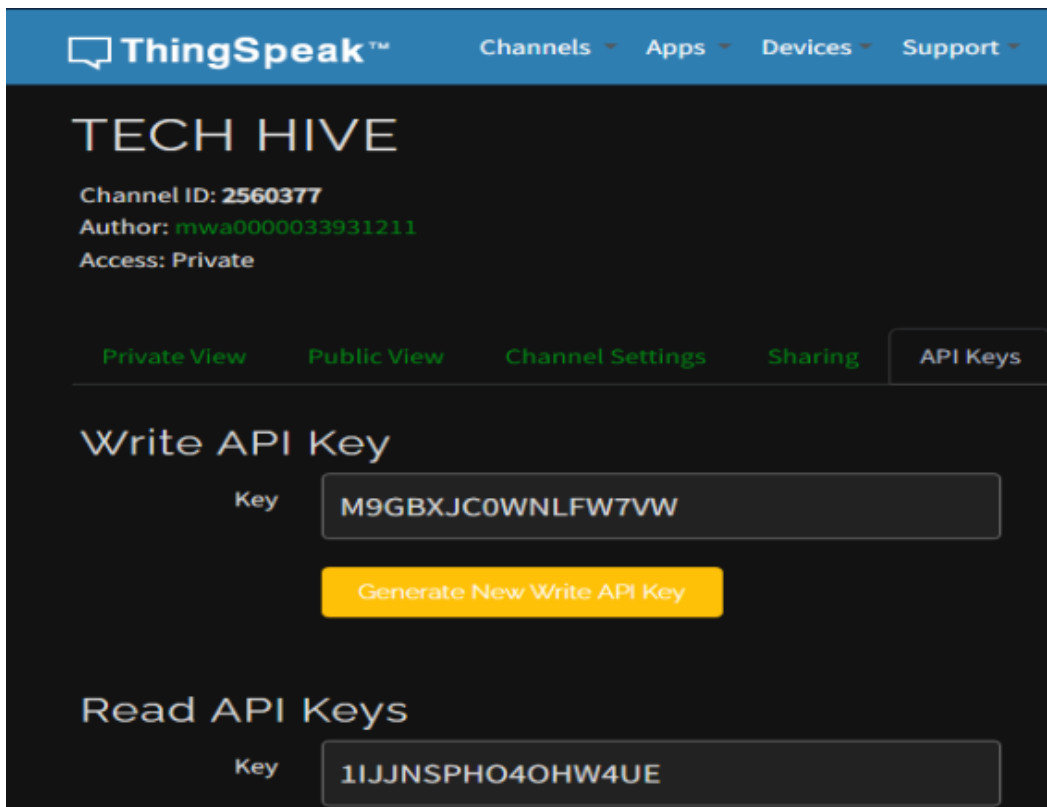 ThingSpeak™ Channels Apps Devices Support
TECH HIVE
Channel ID: 2560377
Author: mwa0000033931211
Access: Private
Private View Public View Channel Settings Sharing API Keys
Write API Key
Key M9GBXJC0WNLFW7VW
Generate New Write API Key
Read API Keys
Key 1IJJNSPHO4OHW4UE